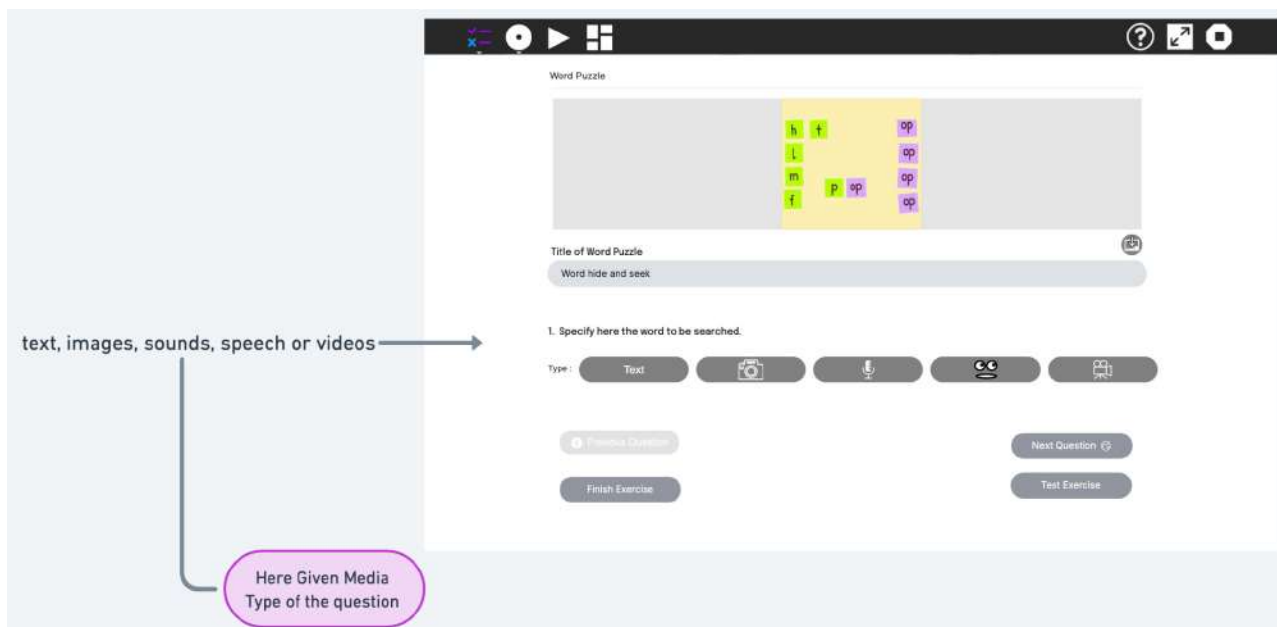 Word Puzzle
h t op
l op
m op
p op
f op
Title of Word Puzzle
Word hide and seek
1. Specify here the word to be searched.
text, images, sounds, speech or videos
Type : Text
Previous Question
Next Question
Finish Exercise
Test Exercise
Here Given Media
Type of the question